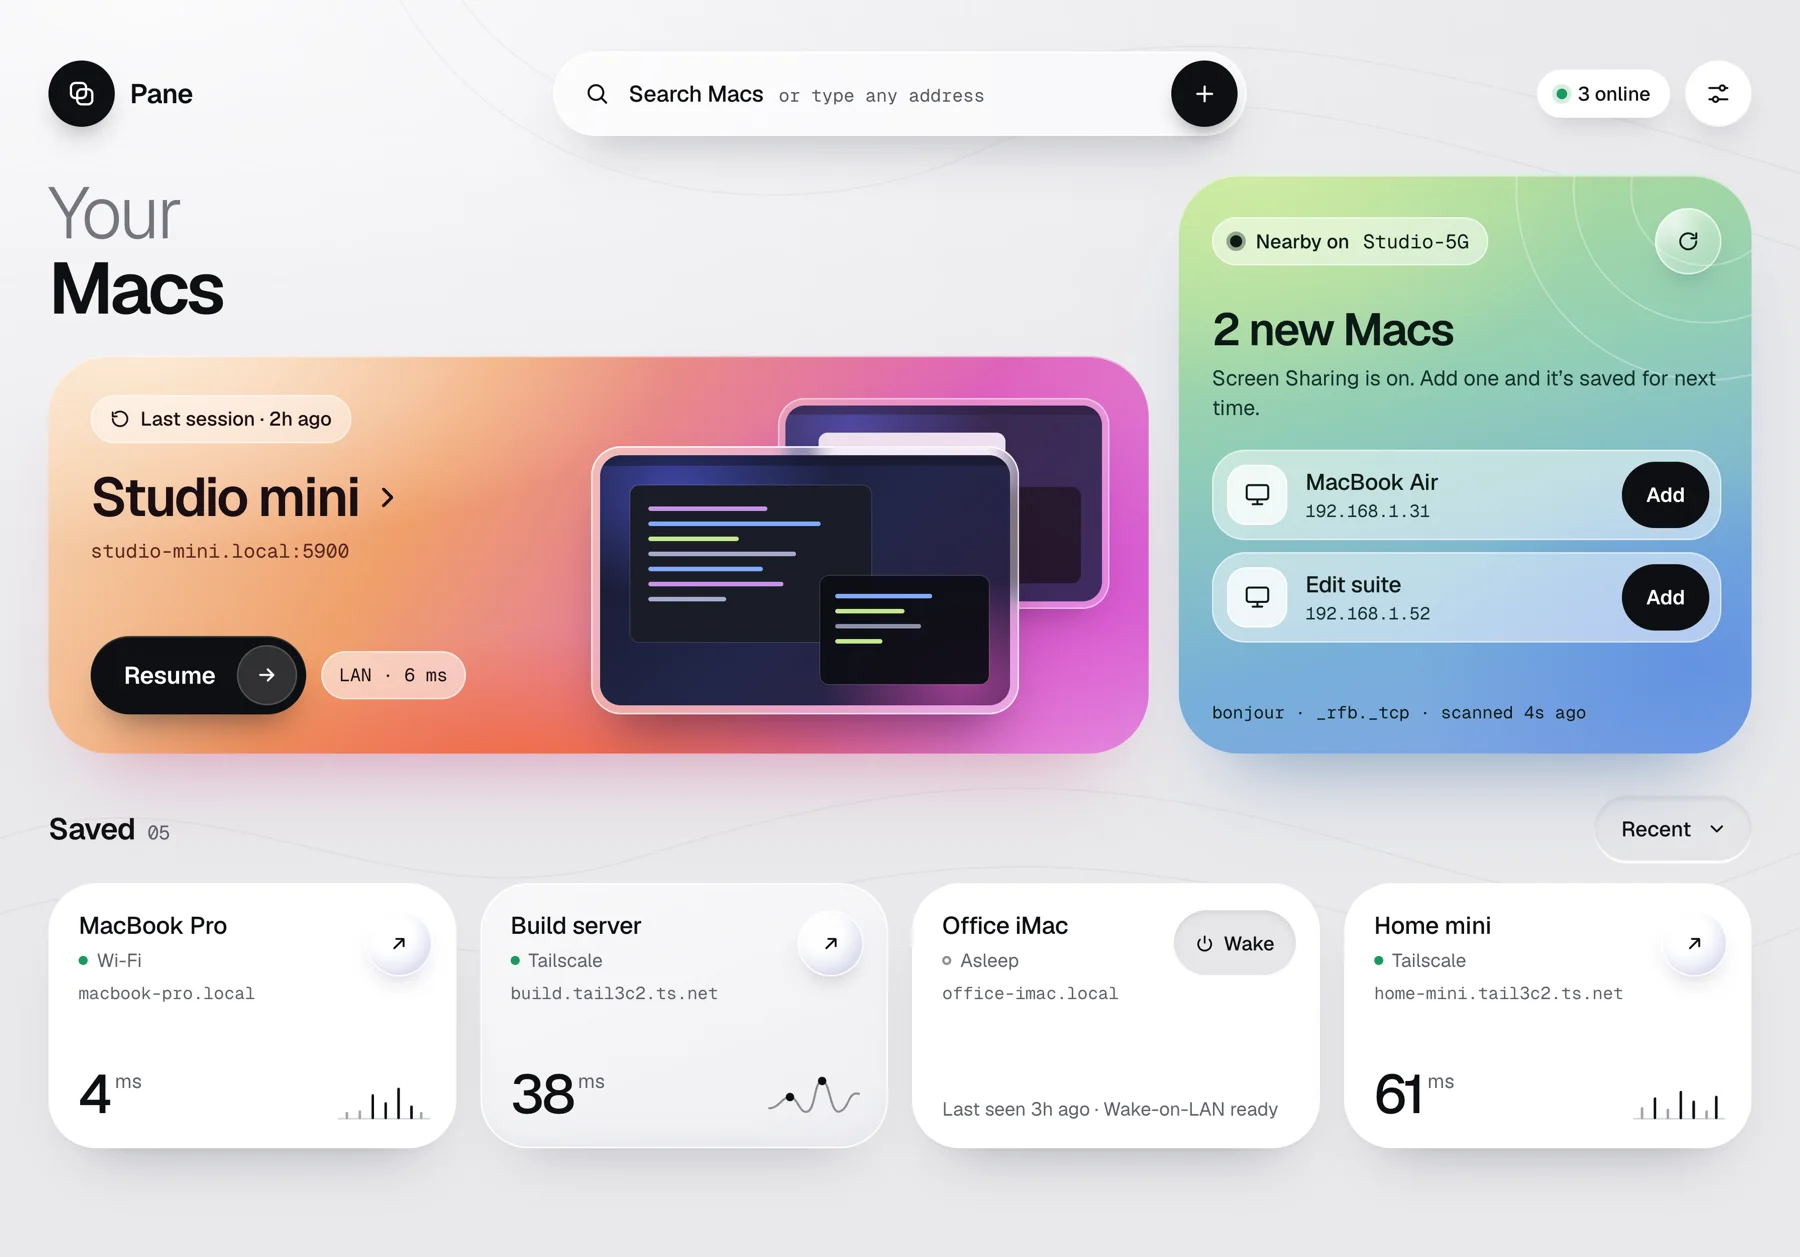 Pane
Search Macs or type any address
3 online
Your
Macs
Last session · 2h ago
Studio mini
studio-mini.local:5900
Resume
LAN · 6 ms
Nearby on Studio-5G
2 new Macs
Screen Sharing is on. Add one and it’s saved for next
time.
MacBook Air
192.168.1.31
Add
Edit suite
192.168.1.52
Add
bonjour · _rfb._tcp · scanned 4s ago
Saved 05
Recent
MacBook Pro
Wi-Fi
macbook-pro.local
4 ms
Build server
Tailscale
build.tail3c2.ts.net
38 ms
Office iMac
Asleep
office-imac.local
Wake
Last seen 3h ago · Wake-on-LAN ready
Home mini
Tailscale
home-mini.tail3c2.ts.net
61 ms